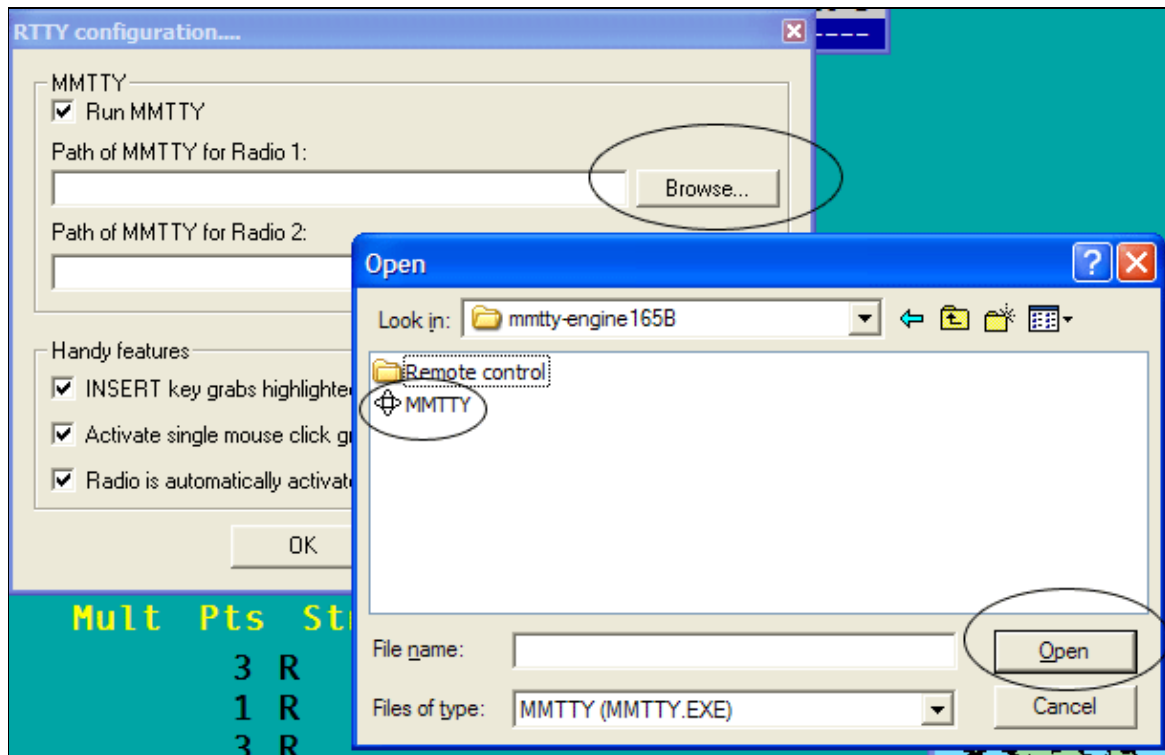 RTTY configuration....
----
MMTTY
Run MMTTY
Path of MMTTY for Radio 1:
Browse...
Path of MMTTY for Radio 2:
Open
Look in: mmtty-engine165B
Remote control
MMTTY
Handy features
INSERT key grabs highlighte
Activate single mouse click g
Radio is automatically activat
OK
File name:
Open
Files of type: MMTTY (MMTTY.EXE)
Cancel
Mult Pts St
3 R
1 R
3 R